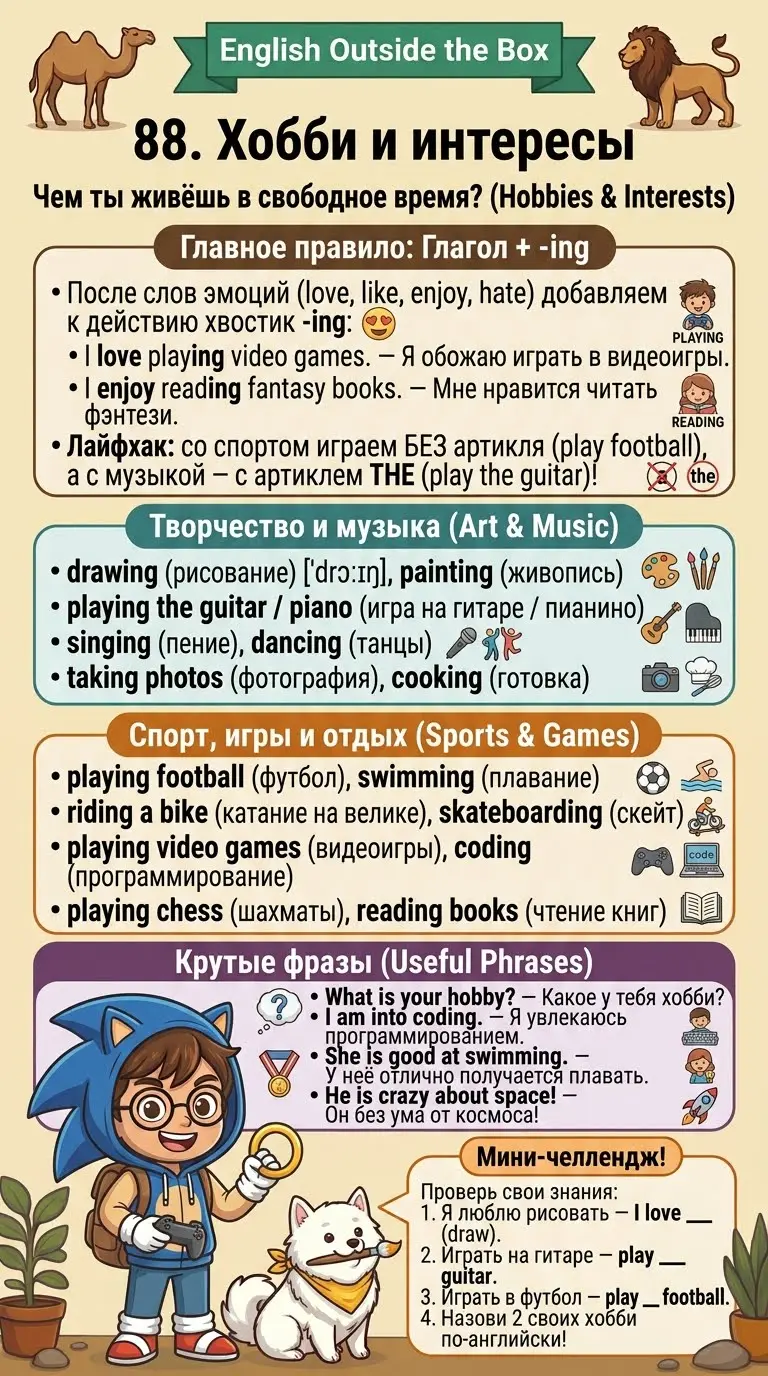 English Outside the Box
88. Хобби и интересы
Чем ты живёшь в свободное время? (Hobbies & Interests)
Главное правило: Глагол + -ing
• После слов эмоций (love, like, enjoy, hate) добавляем
к действию хвостик -ing:
PLAYING
• I love playing video games. — Я обожаю играть в видеоигры.
• I enjoy reading fantasy books. — Мне нравится читать
фэнтези.
READING
• Лайфхак: со спортом играем БЕЗ артикля (play football),
а с музыкой — с артиклем THE (play the guitar)!
the
Творчество и музыка (Art & Music)
• drawing (рисование) [ˈdrɔːɪŋ], painting (живопись)
• playing the guitar / piano (игра на гитаре / пианино)
• singing (пение), dancing (танцы)
• taking photos (фотография), cooking (готовка)
Спорт, игры и отдых (Sports & Games)
• playing football (футбол), swimming (плавание)
• riding a bike (катание на велике), skateboarding (скейт)
• playing video games (видеоигры), coding
(программирование)
code
• playing chess (шахматы), reading books (чтение книг)
Крутые фразы (Useful Phrases)
?
• What is your hobby? — Какое у тебя хобби?
• I am into coding. — Я увлекаюсь
программированием.
• She is good at swimming. —
У неё отлично получается плавать.
• He is crazy about space! —
Он без ума от космоса!
Мини-челлендж!
Проверь свои знания:
1. Я люблю рисовать — I love __
(draw).
2. Играть на гитаре — play __
guitar.
3. Играть в футбол — play _ football.
4. Назови 2 своих хобби
по-английски!